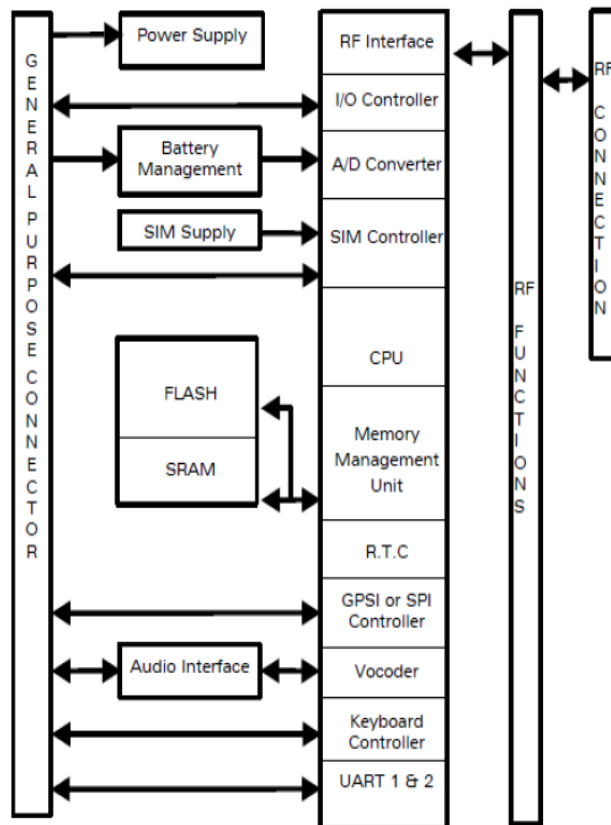 GENERAL PURPOSE CONNECTOR
Power Supply
Battery
Management
SIM Supply
FLASH
SRAM
Audio Interface
RF Interface
I/O Controller
A/D Converter
SIM Controller
CPU
Memory
Management
Unit
R.T.C
GPSI or SPI
Controller
Vocoder
Keyboard
Controller
UART 1 & 2
RF FUNCTIONS
RF CONNECTION